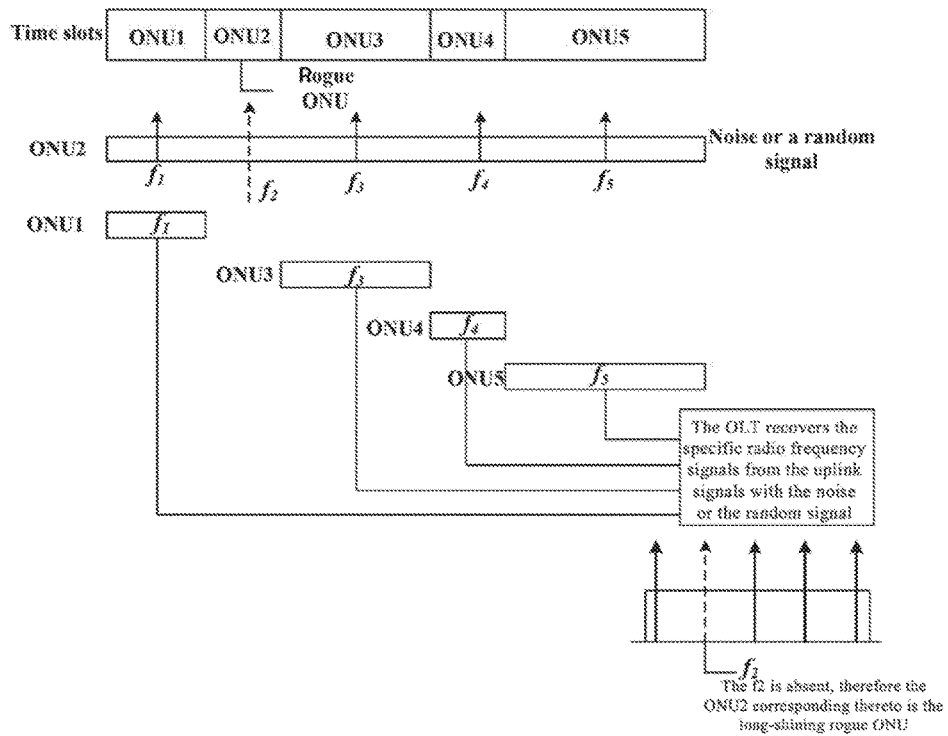 Time slots ONU1 ONU2 ONU3 ONU4 ONU5
Rogue
ONU
ONU2
Noise or a random
signal
f1 f2 f3 f4 f5
ONU1 f1
ONU3 f3
ONU4 f4
ONU5 f5
The OLT recovers the
specific radio frequency
signals from the uplink
signals with the noise
or the random signal
f2
The f2 is absent, therefore the
ONU2 corresponding thereto is the
long-shining rogue ONU